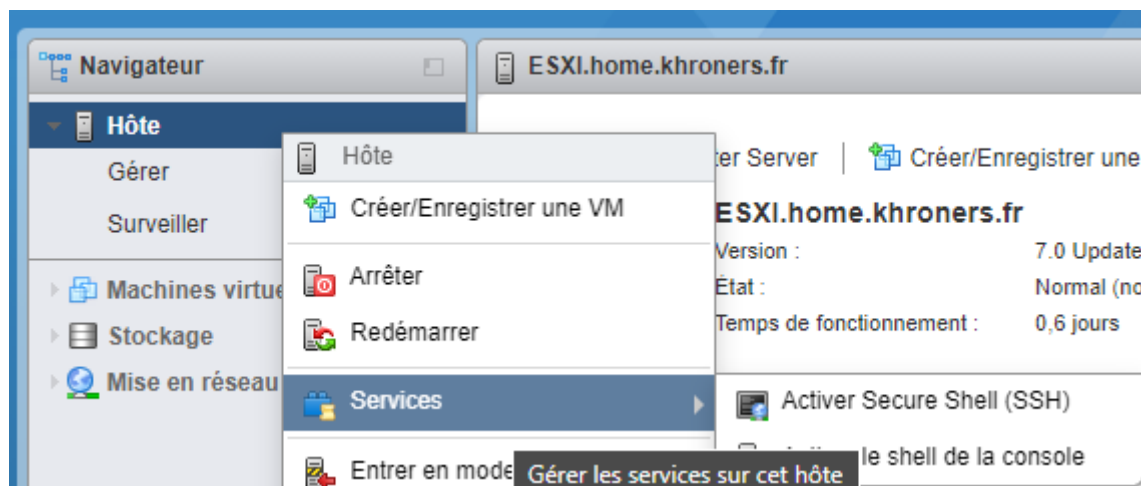 Navigateur
ESXI.home.khroners.fr
Hôte
Gérer
Surveiller
Machines virtue
Stockage
Mise en réseau
Hôte
Créer/Enregistrer une VM
Arrêter
Redémarrer
Services
Entrer en mode
Gérer les services sur cet hôte
er Server
Créer/Enregistrer une
ESXI.home.khroners.fr
Version : 7.0 Update
État : Normal (no
Temps de fonctionnement : 0,6 jours
Activer Secure Shell (SSH)
le shell de la console